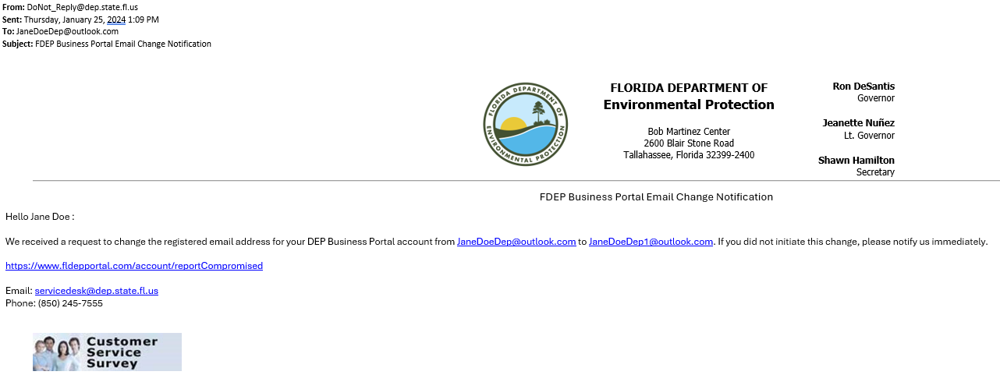 From: DoNot_Reply@dep.state.fl.us
Sent: Thursday, January 25, 2024 1:09 PM
To: JaneDoeDep@outlook.com
Subject: FDEP Business Portal Email Change Notification
FLORIDA DEPARTMENT OF
ENVIRONMENTAL PROTECTION
FLORIDA DEPARTMENT OF
Environmental Protection
Bob Martinez Center
2600 Blair Stone Road
Tallahassee, Florida 32399-2400
Ron DeSantis
Governor
Jeanette Nuñez
Lt. Governor
Shawn Hamilton
Secretary
FDEP Business Portal Email Change Notification
Hello Jane Doe :
We received a request to change the registered email address for your DEP Business Portal account from JaneDoeDep@outlook.com to JaneDoeDep1@outlook.com. If you did not initiate this change, please notify us immediately.
https://www.fldepportal.com/account/reportCompromised
Email: servicedesk@dep.state.fl.us
Phone: (850) 245-7555
Customer
Service
Survey